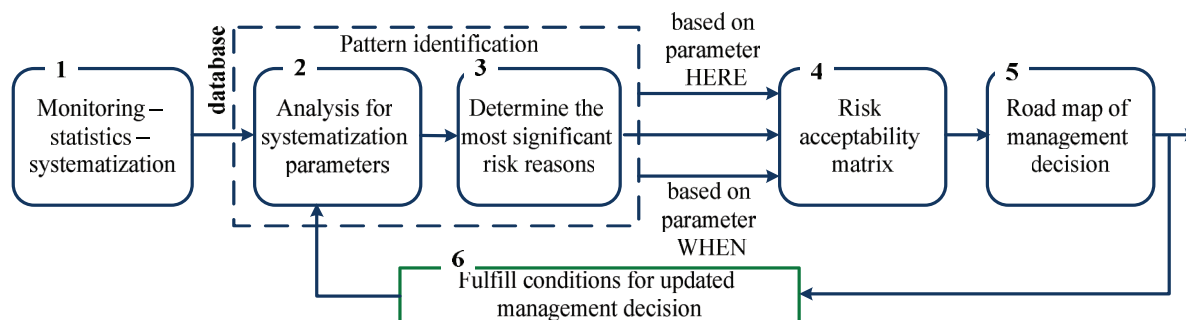 1
Monitoring –
statistics –
systematization
database
Pattern identification
2
Analysis for
systematization
parameters
3
Determine the
most significant
risk reasons
based on
parameter
HERE
based on
parameter
WHEN
4
Risk
acceptability
matrix
5
Road map of
management
decision
6
Fulfill conditions for updated
management decision